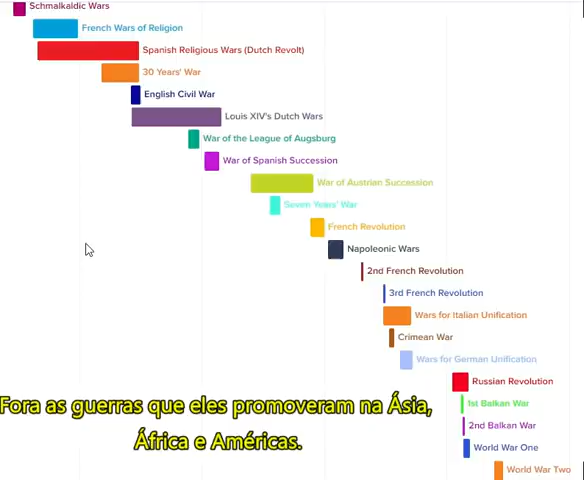 Schmalkaldic Wars
French Wars of Religion
Spanish Religious Wars (Dutch Revolt)
30 Years' War
English Civil War
Louis XIV's Dutch Wars
War of the League of Augsburg
War of Spanish Succession
War of Austrian Succession
Seven Years' War
French Revolution
Napoleonic Wars
2nd French Revolution
3rd French Revolution
Wars for Italian Unification
Crimean War
Wars for German Unification
Russian Revolution
1st Balkan War
2nd Balkan War
World War One
World War Two
Fora as guerras que eles promoveram na Ásia,
África e Américas.